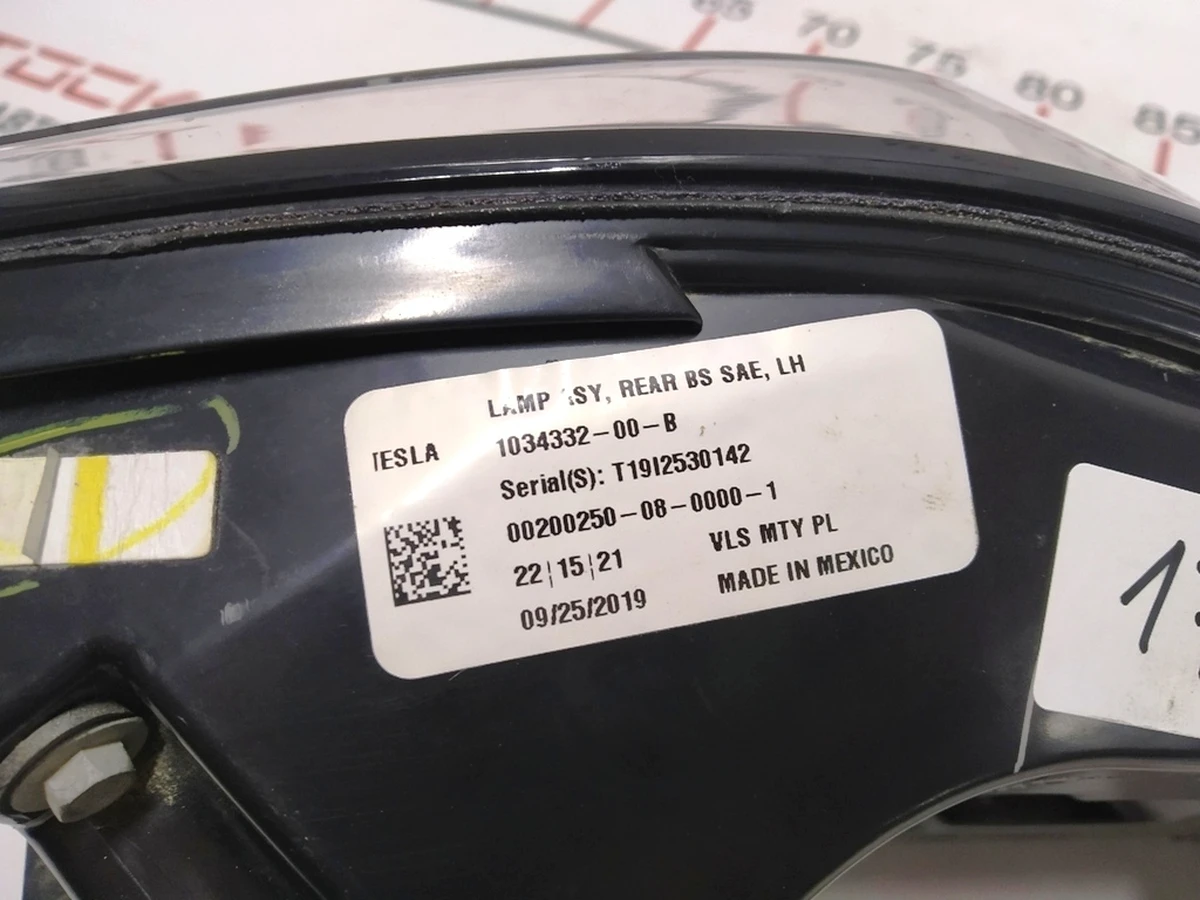 65 70 75 80 85
TESLA
LAMP ASY, REAR BS SAE, LH
1034332-00-B
Serial(S): T19I2530142
00200250-08-0000-1
22|15|21
VLS MTY PL
09/25/2019
MADE IN MEXICO